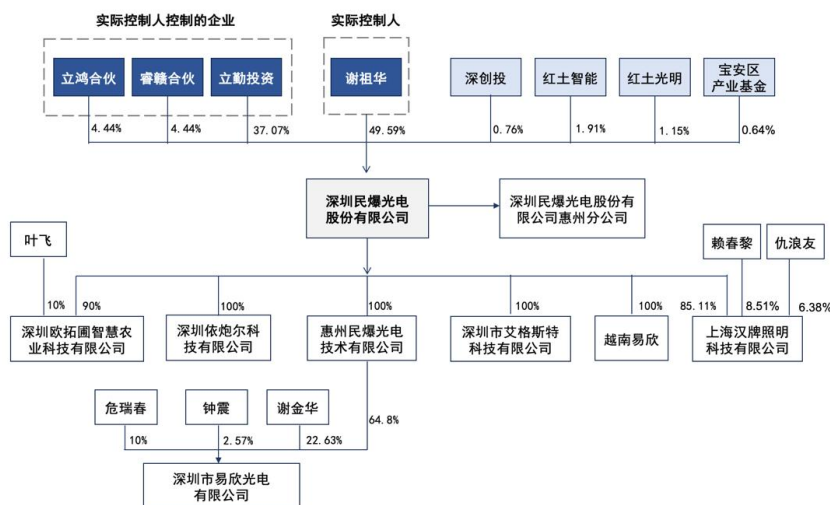 实际控制人控制的企业
实际控制人
立鸿合伙
睿赣合伙
立勤投资
谢祖华
深创投
红土智能
红土光明
宝安区
产业基金
4.44%
4.44%
37.07%
49.59%
0.76%
1.91%
1.15%
0.64%
深圳民爆光电
股份有限公司
深圳民爆光电股份有
限公司惠州分公司
叶飞
赖春黎
仇浪友
10%
90%
100%
100%
100%
100%
85.11%
8.51%
6.38%
深圳欧拓圃智慧农
业科技有限公司
深圳依炮尔科
技有限公司
惠州民爆光电
技术有限公司
深圳市艾格斯特
科技有限公司
越南易欣
上海汉牌照明
科技有限公司
危瑞春
钟震
谢金华
64.8%
10%
2.57%
22.63%
深圳市易欣光电
有限公司